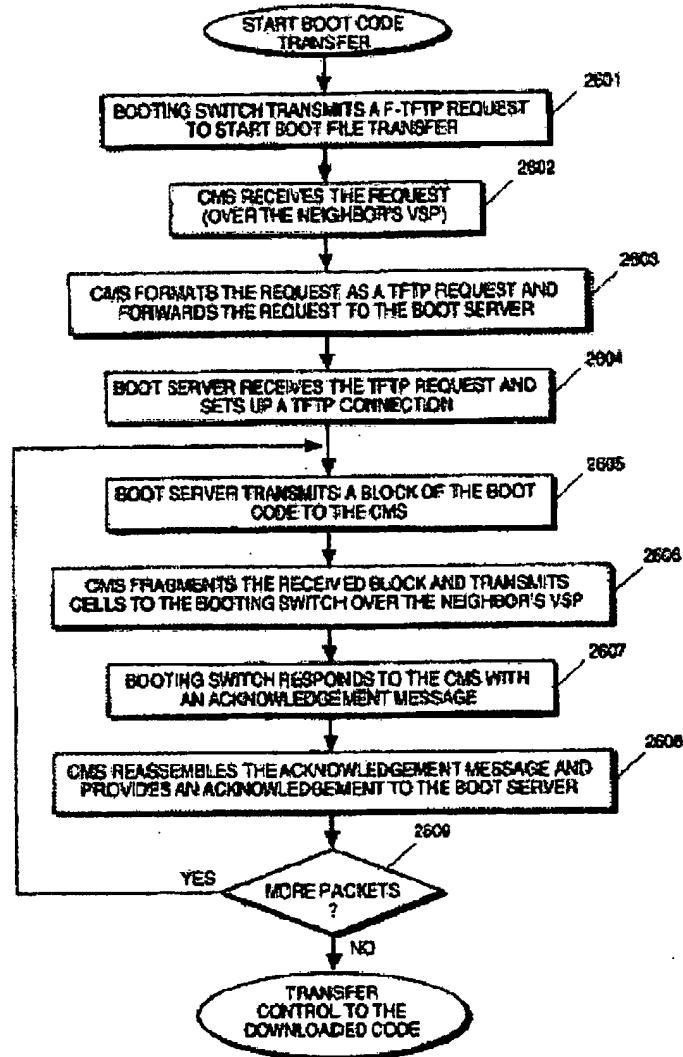 START BOOT CODE
TRANSFER
2601
BOOTING SWITCH TRANSMITS A F-TFTP REQUEST
TO START BOOT FILE TRANSFER
2602
CMS RECEIVES THE REQUEST
(OVER THE NEIGHBOR'S VSP)
2603
CMS FORMATS THE REQUEST AS A TFTP REQUEST AND
FORWARDS THE REQUEST TO THE BOOT SERVER
2604
BOOT SERVER RECEIVES THE TFTP REQUEST AND
SETS UP A TFTP CONNECTION
2605
BOOT SERVER TRANSMITS A BLOCK OF THE BOOT
CODE TO THE CMS
2606
CMS FRAGMENTS THE RECEIVED BLOCK AND TRANSMITS
CELLS TO THE BOOTING SWITCH OVER THE NEIGHBOR'S VSP
2607
BOOTING SWITCH RESPONDS TO THE CMS WITH
AN ACKNOWLEDGEMENT MESSAGE
2608
CMS REASSEMBLES THE ACKNOWLEDGEMENT MESSAGE AND
PROVIDES AN ACKNOWLEDGEMENT TO THE BOOT SERVER
2609
YES
MORE PACKETS
?
NO
TRANSFER
CONTROL TO THE
DOWNLOADED CODE